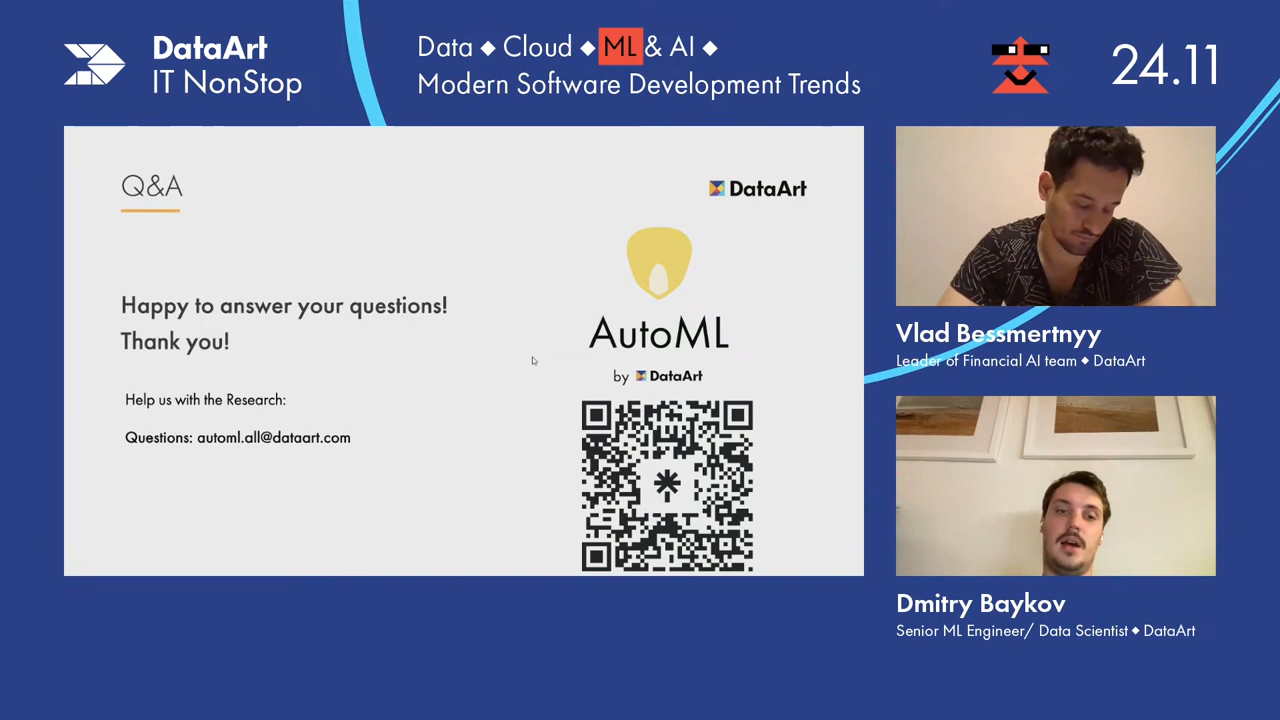 DataArt
IT NonStop
Data ◆ Cloud ◆ ML & AI ◆
Modern Software Development Trends
24.11
Q&A
DataArt
Happy to answer your questions!
Thank you!
Help us with the Research:
Questions: automl.all@dataart.com
AutoML
by DataArt
Vlad Bessmertnyy
Leader of Financial AI team ◆ DataArt
Dmitry Baykov
Senior ML Engineer/ Data Scientist ◆ DataArt